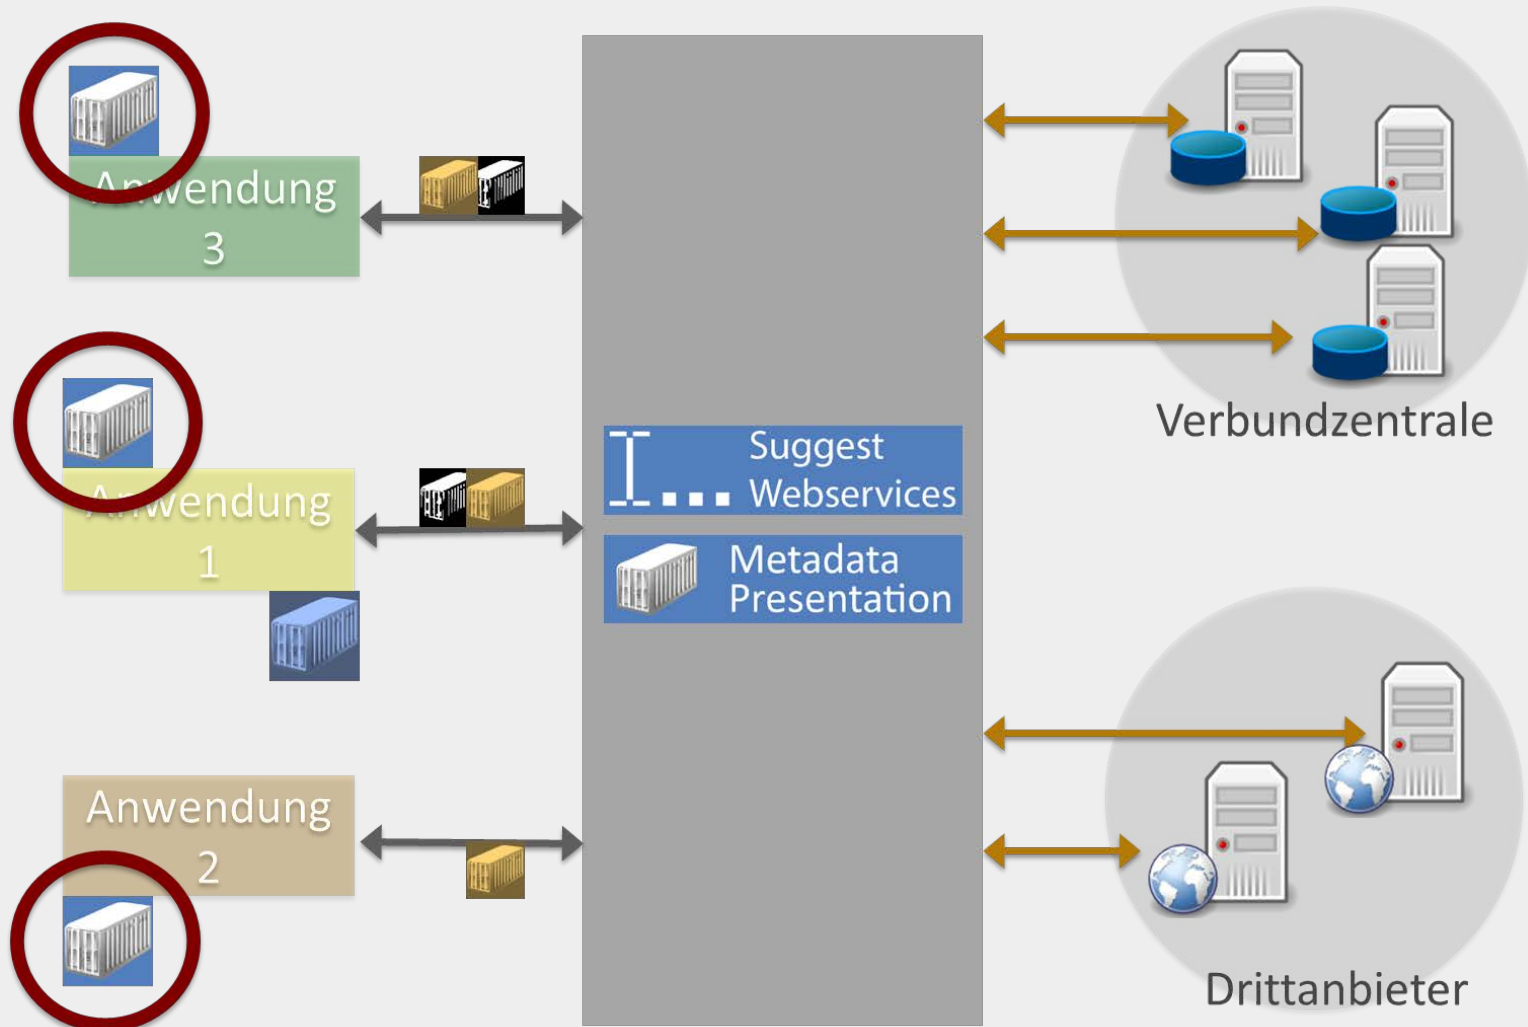 Anwendung
3
Anwendung
1
Anwendung
2
Suggest
... Webservices
Metadata
Presentation
Verbundzentrale
Drittanbieter